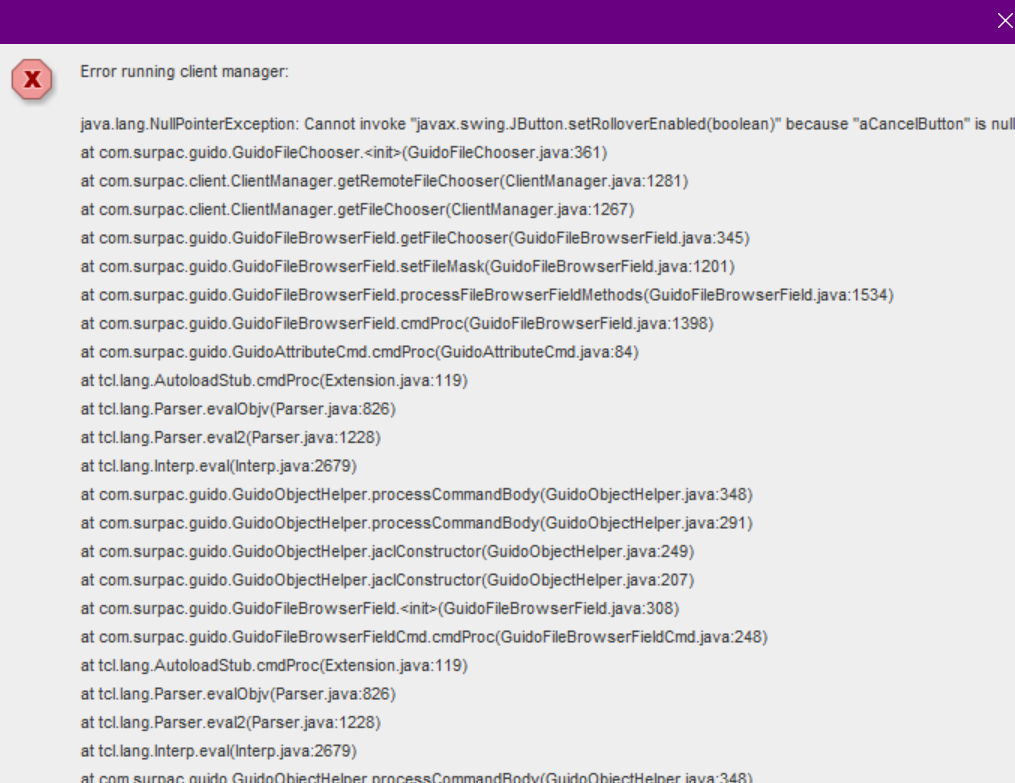 Error running client manager:
java.lang.NullPointerException: Cannot invoke "javax.swing.JButton.setRolloverEnabled(boolean)" because "aCancelButton" is null
at com.surpac.guido.GuidoFileChooser.<init>(GuidoFileChooser.java:361)
at com.surpac.client.ClientManager.getRemoteFileChooser(ClientManager.java:1281)
at com.surpac.client.ClientManager.getFileChooser(ClientManager.java:1267)
at com.surpac.guido.GuidoFileBrowserField.getFileChooser(GuidoFileBrowserField.java:345)
at com.surpac.guido.GuidoFileBrowserField.setFileMask(GuidoFileBrowserField.java:1201)
at com.surpac.guido.GuidoFileBrowserField.processFileBrowserFieldMethods(GuidoFileBrowserField.java:1534)
at com.surpac.guido.GuidoFileBrowserField.cmdProc(GuidoFileBrowserField.java:1398)
at com.surpac.guido.GuidoAttributeCmd.cmdProc(GuidoAttributeCmd.java:84)
at tcl.lang.AutoloadStub.cmdProc(Extension.java:119)
at tcl.lang.Parser.evalObjv(Parser.java:826)
at tcl.lang.Parser.eval2(Parser.java:1228)
at tcl.lang.Interp.eval(Interp.java:2679)
at com.surpac.guido.GuidoObjectHelper.processCommandBody(GuidoObjectHelper.java:348)
at com.surpac.guido.GuidoObjectHelper.processCommandBody(GuidoObjectHelper.java:291)
at com.surpac.guido.GuidoObjectHelper.jaclConstructor(GuidoObjectHelper.java:249)
at com.surpac.guido.GuidoObjectHelper.jaclConstructor(GuidoObjectHelper.java:207)
at com.surpac.guido.GuidoFileBrowserField.<init>(GuidoFileBrowserField.java:308)
at com.surpac.guido.GuidoFileBrowserFieldCmd.cmdProc(GuidoFileBrowserFieldCmd.java:248)
at tcl.lang.AutoloadStub.cmdProc(Extension.java:119)
at tcl.lang.Parser.evalObjv(Parser.java:826)
at tcl.lang.Parser.eval2(Parser.java:1228)
at tcl.lang.Interp.eval(Interp.java:2679)
at com.surpac.guido.GuidoObjectHelper.processCommandBody(GuidoObjectHelper.java:348)